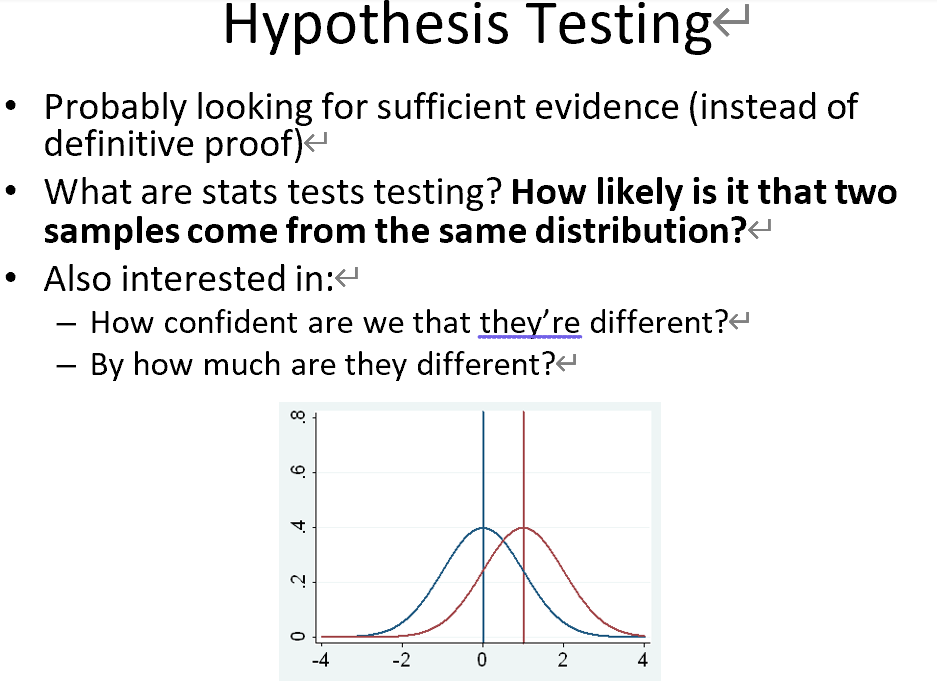 Hypothesis Testing↵
• Probably looking for sufficient evidence (instead of
definitive proof)↵
• What are stats tests testing? How likely is it that two
samples come from the same distribution?↵
• Also interested in:↵
– How confident are we that they’re different?↵
– By how much are they different?↵
.8
.6
.4
.2
0
-4 -2 0 2 4